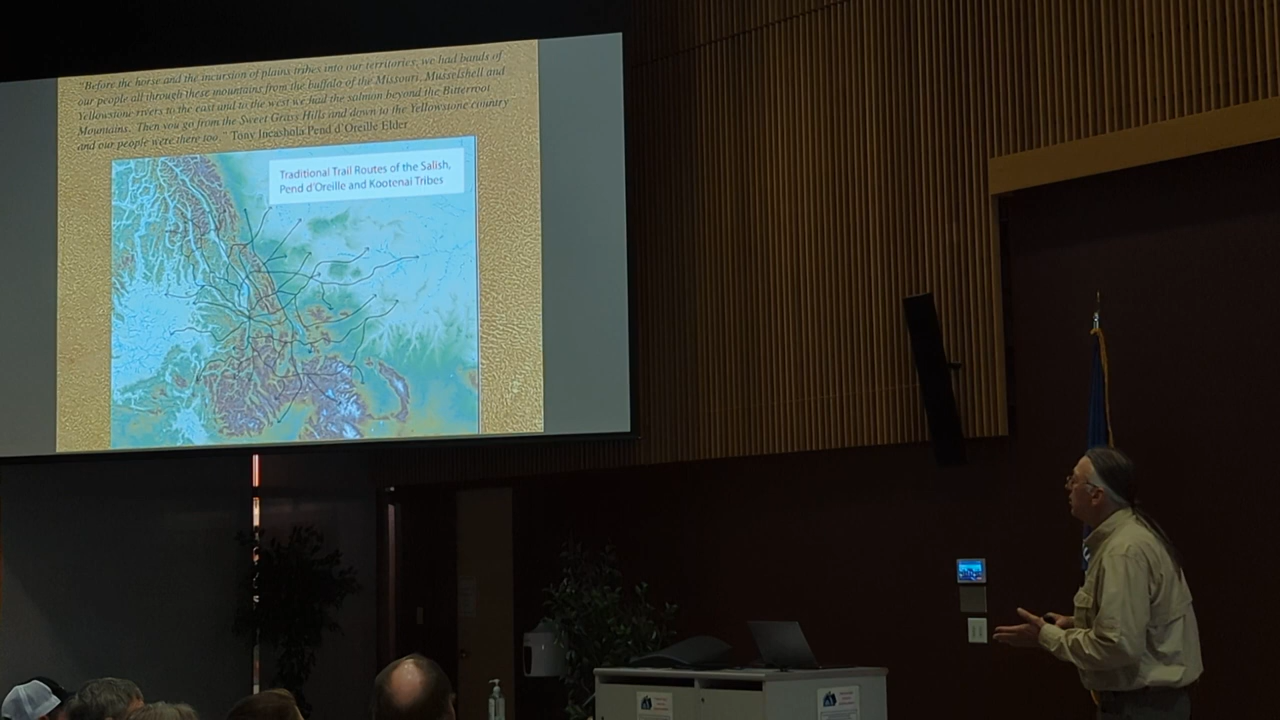 "Before the horse and the incursion of plains tribes into our territories, we had bands of
our people all through these mountains from the buffalo of the Missouri, Musselshell and
Yellowstone rivers to the east and to the west we had the salmon beyond the Bitterroot
Mountains. Then you go from the Sweet Grass Hills and down to the Yellowstone country
and our people were there too." Tony Incashola Pend d'Oreille Elder
Traditional Trail Routes of the Salish,
Pend d'Oreille and Kootenai Tribes